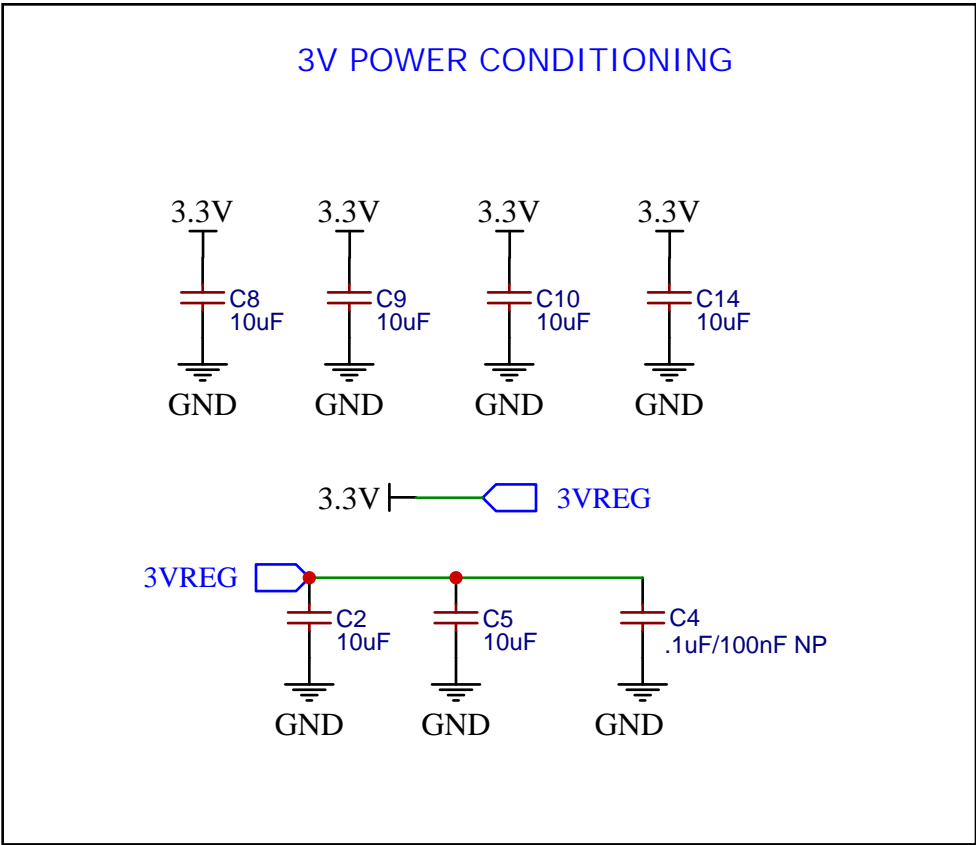 3V POWER CONDITIONING
3.3V 3.3V 3.3V 3.3V
C8 C9 C10 C14
10uF 10uF 10uF 10uF
GND GND GND GND
3.3V 3VREG
3VREG
C2 C5 C4
10uF 10uF .1uF/100nF NP
GND GND GND